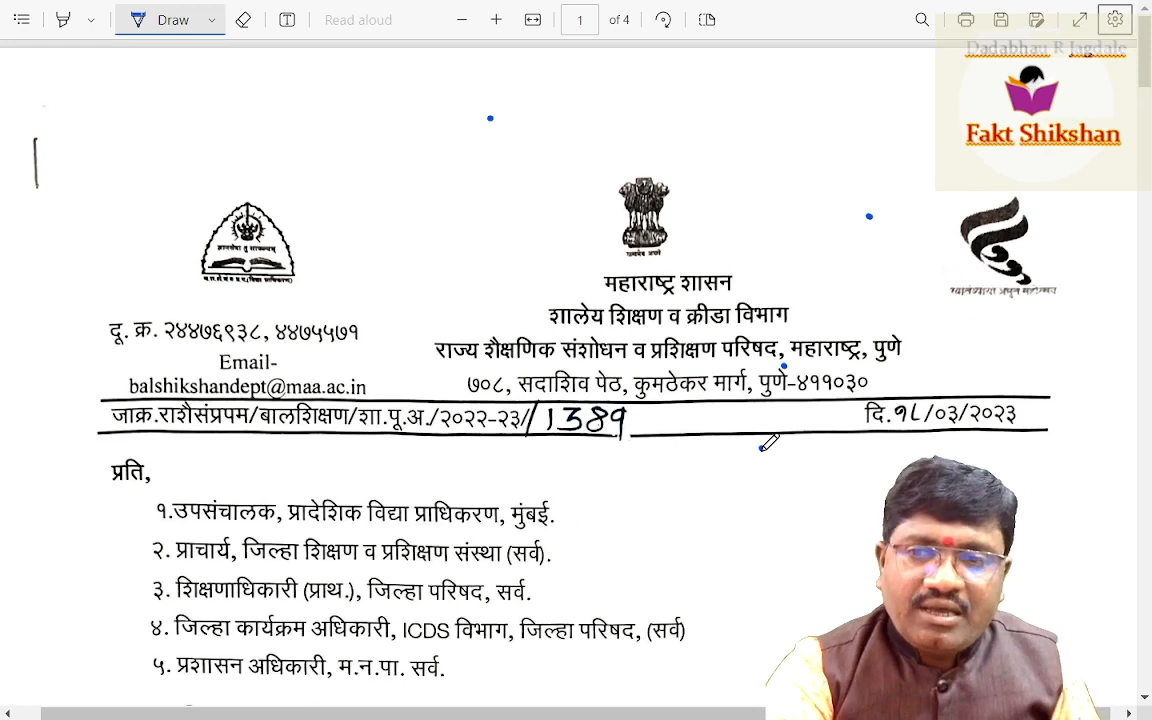 Draw
Read aloud
1 of 4
Dadabhau R Jagdale
Fakt Shikshan
महाराष्ट्र शासन
शालेय शिक्षण व क्रीडा विभाग
राज्य शैक्षणिक संशोधन व प्रशिक्षण परिषद, महाराष्ट्र, पुणे
७०८, सदाशिव पेठ, कुमठेकर मार्ग, पुणे-४११०३०
दू. क्र. २४४७६९३८, ४४७५५७१
Email-
balshikshandept@maa.ac.in
जाक्र.राशैसंप्रपम/बालशिक्षण/शा.पू.अ./२०२२-२३/1389 दि.१८/०३/२०२३
प्रति,
१.उपसंचालक, प्रादेशिक विद्या प्राधिकरण, मुंबई.
२. प्राचार्य, जिल्हा शिक्षण व प्रशिक्षण संस्था (सर्व).
३. शिक्षणाधिकारी (प्राथ.), जिल्हा परिषद, सर्व.
४. जिल्हा कार्यक्रम अधिकारी, ICDS विभाग, जिल्हा परिषद, (सर्व)
५. प्रशासन अधिकारी, म.न.पा. सर्व.